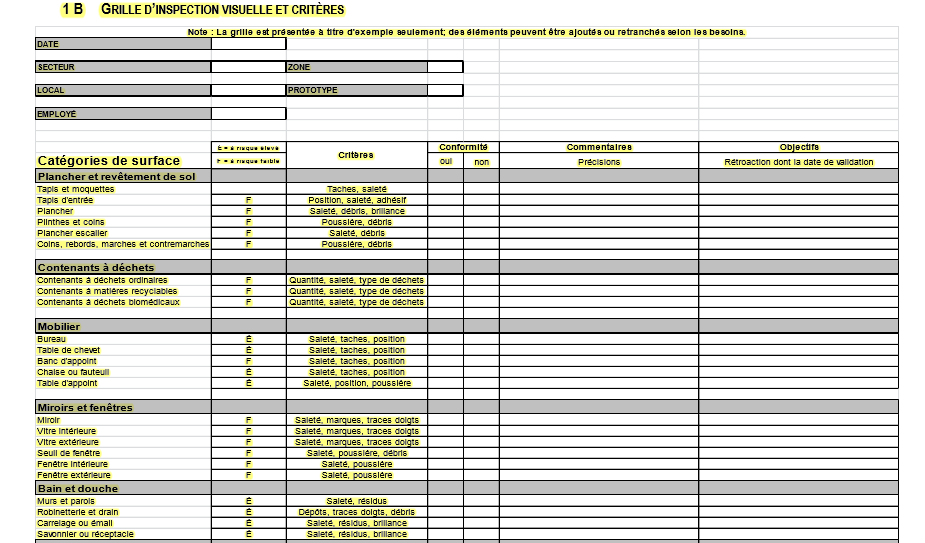 1 B GRILLE D'INSPECTION VISUELLE ET CRITÈRES
Note : La grille est présentée à titre d'exemple seulement; des éléments peuvent être ajoutés ou retranchés selon les besoins.
DATE
SECTEUR ZONE
LOCAL PROTOTYPE
EMPLOYÉ
É = à risque élevé Critères Conformité Commentaires Objectifs
Catégories de surface F = à risque faible oui non Précisions Rétroaction dont la date de validation
Plancher et revêtement de sol
Tapis et moquettes Taches, saleté
Tapis d'entrée F Position, saleté, adhésif
Plancher F Saleté, débris, brillance
Plinthes et coins F Poussière, débris
Plancher escalier F Saleté, débris
Coins, rebords, marches et contremarches F Poussière, débris
Contenants à déchets
Contenants à déchets ordinaires F Quantité, saleté, type de déchets
Contenants à matières recyclables F Quantité, saleté, type de déchets
Contenants à déchets biomédicaux F Quantité, saleté, type de déchets
Mobilier
Bureau É Saleté, taches, position
Table de chevet É Saleté, taches, position
Banc d'appoint F Saleté, taches, position
Chaise ou fauteuil É Saleté, taches, position
Table d'appoint É Saleté, position, poussière
Miroirs et fenêtres
Miroir F Saleté, marques, traces doigts
Vitre intérieure F Saleté, marques, traces doigts
Vitre extérieure F Saleté, marques, traces doigts
Seuil de fenêtre F Saleté, poussière, débris
Fenêtre intérieure F Saleté, poussière
Fenêtre extérieure F Saleté, poussière
Bain et douche
Murs et parois É Saleté, résidus
Robinetterie et drain É Dépôts, traces doigts, débris
Carrelage ou émail É Saleté, résidus, brillance
Savonnier ou réceptacle É Saleté, résidus, brillance